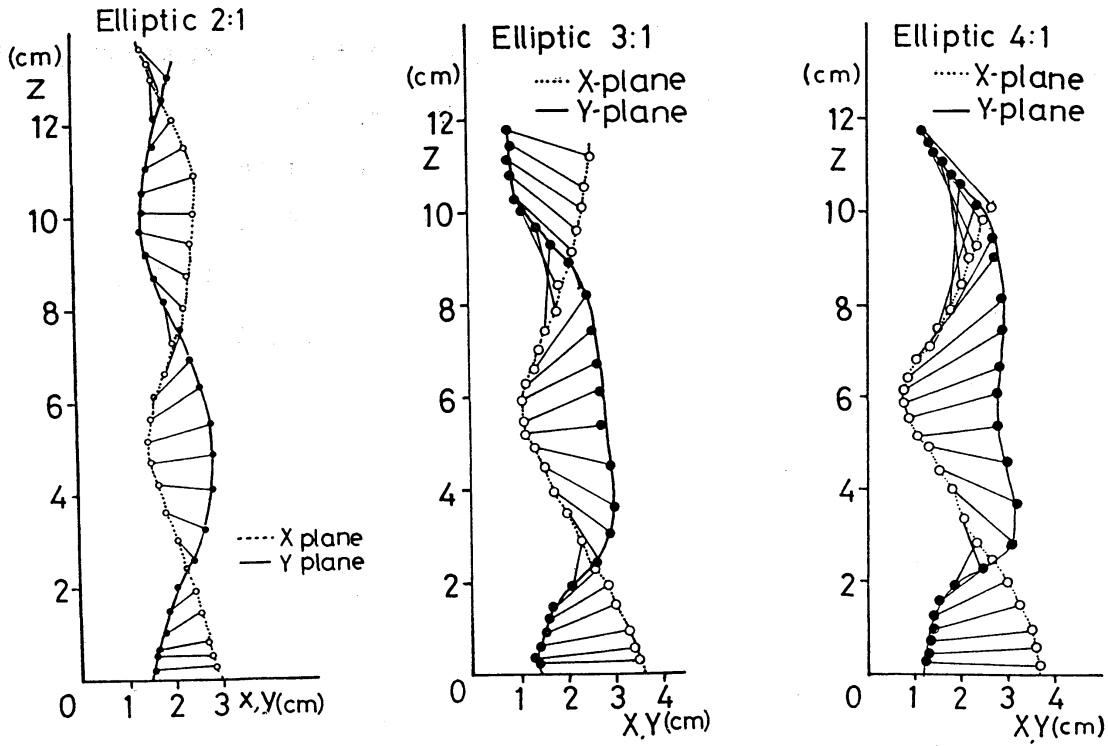 Elliptic 2:1
(cm)
Z
12
10
8
6
4
2
0
1
2
3
X,Y(cm)
----- X plane
— Y plane
Elliptic 3:1
(cm)
X-plane
Y-plane
12
Z
10
8
6
4
2
0
1
2
3
4
X,Y(cm)
Elliptic 4:1
(cm)
X-plane
Y-plane
12
Z
10
8
6
4
2
0
1
2
3
4
5
X,Y(cm)